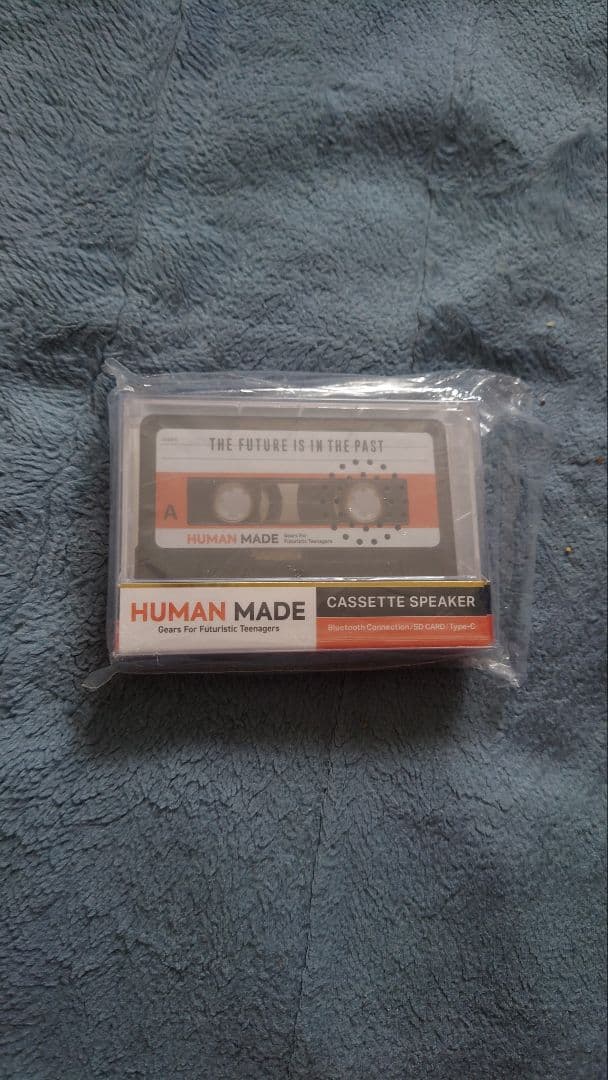 THE FUTURE IS IN THE PAST
A
HUMAN MADE Gears For
Futuristic Teenagers
HUMAN MADE
Gears For Futuristic Teenagers
CASSETTE SPEAKER
Bluetooth Connection/SD CARD/Type-C